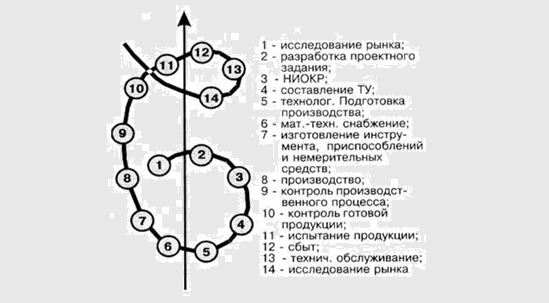 1 - исследование рынка;
2 - разработка проектного
задания;
3 - НИОКР;
4 - составление ТУ;
5 - технолог. Подготовка
производства;
6 - мат.-техн. снабжение;
7 - изготовление инстру-
мента, приспособлений
и немерительных
средств;
8 - производство;
9 - контроль производст-
венного процесса;
10 - контроль готовой
продукции;
11 - испытание продукции;
12 - сбыт;
13 - технич. обслуживание;
14 - исследование рынка
12
11
13
10
14
9
2
1
3
8
7
4
6
5